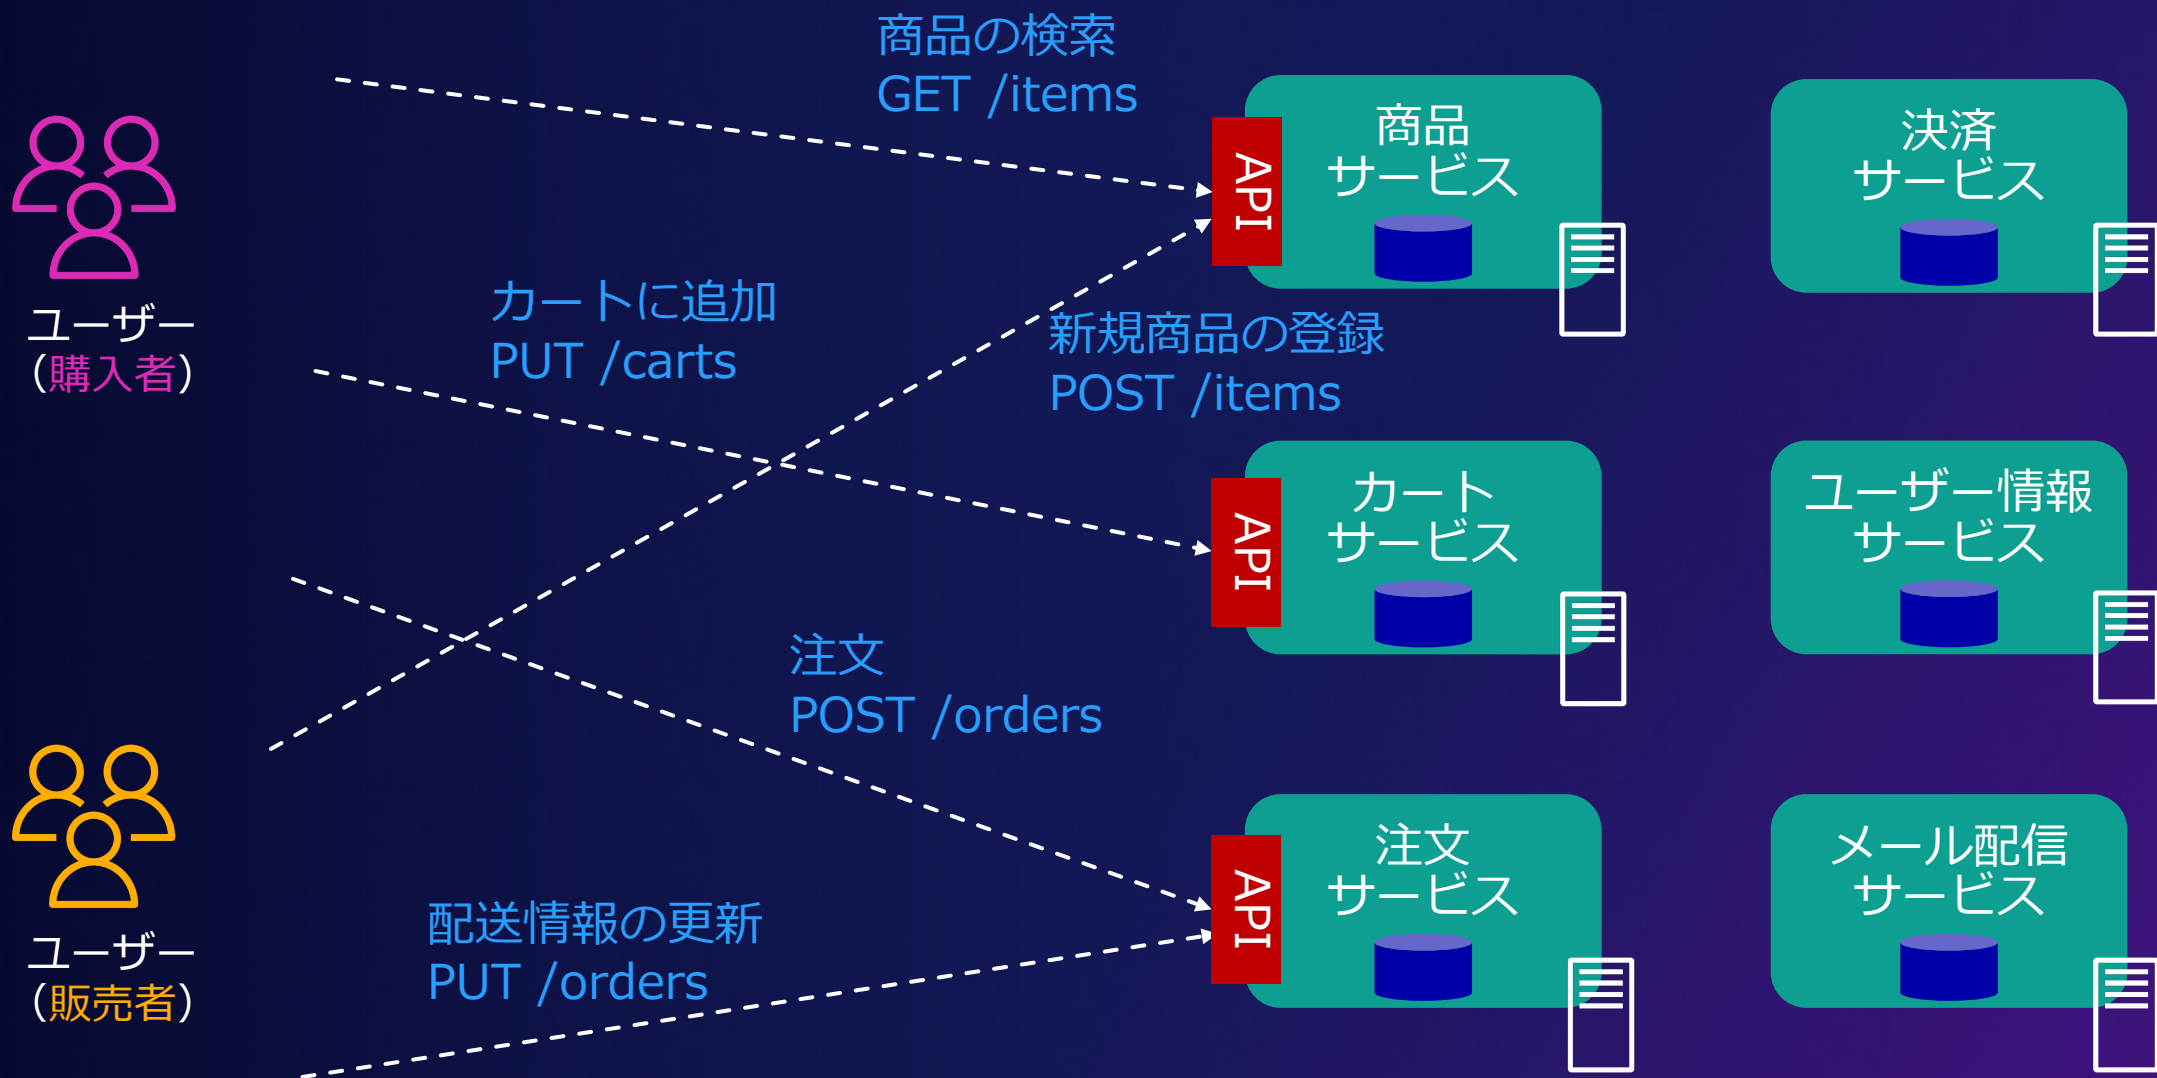 商品の検索
GET /items
ユーザー
（購入者）
カートに追加
PUT /carts
新規商品の登録
POST /items
注文
POST /orders
ユーザー
（販売者）
配送情報の更新
PUT /orders
API
商品
サービス
決済
サービス
API
カート
サービス
ユーザー情報
サービス
API
注文
サービス
メール配信
サービス